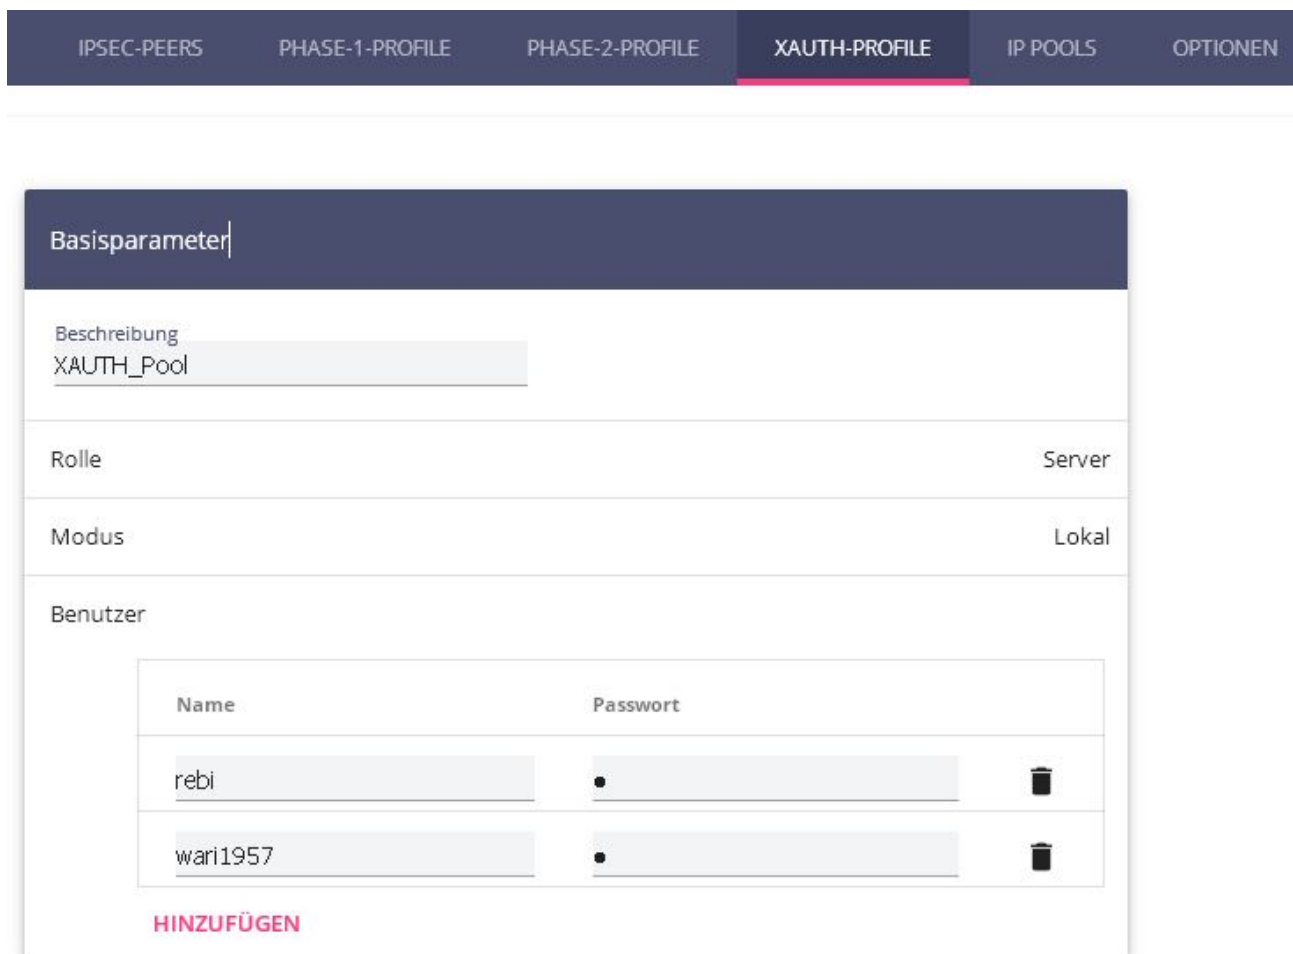 IPSEC-PEERS PHASE-1-PROFILE PHASE-2-PROFILE XAUTH-PROFILE IP POOLS OPTIONEN
Basisparameter
Beschreibung
XAUTH_Pool
Rolle Server
Modus Lokal
Benutzer
Name Passwort
rebi •
wari1957 •
HINZUFÜGEN